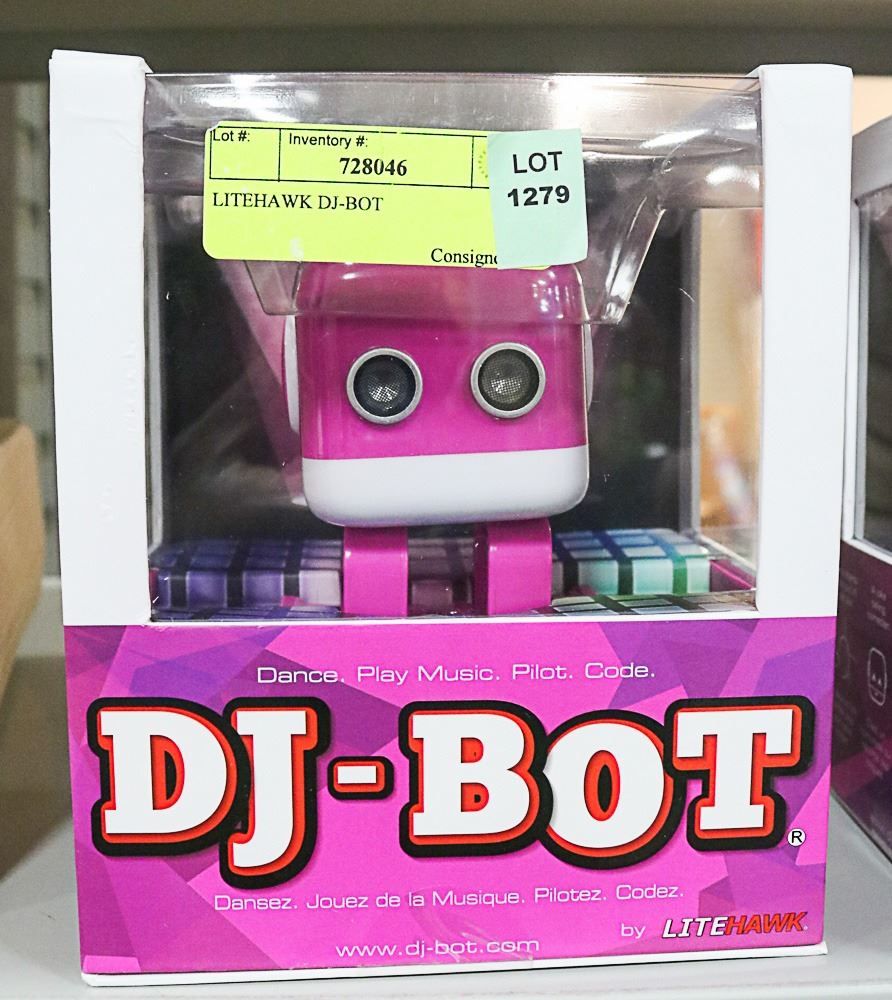 Lot #:
Inventory #:
728046
LITEHAWK DJ-BOT
LOT
1279
Dance. Play Music. Pilot. Code.
DJ-BOT®
Dansez. Jouez de la Musique. Pilotez. Codez.
by LITEHAWK
www.dj-bot.com